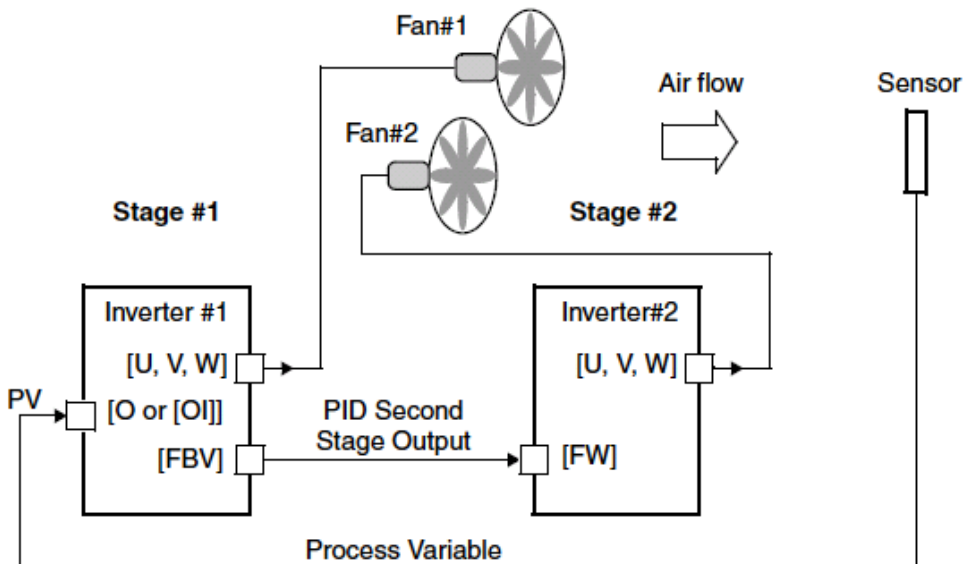 Fan#1
Air flow
Sensor
Fan#2
Stage #1
Stage #2
Inverter #1
Inverter#2
[U, V, W]
[U, V, W]
PV
[O or [OI]]
PID Second
Stage Output
[FBV]
[FW]
Process Variable